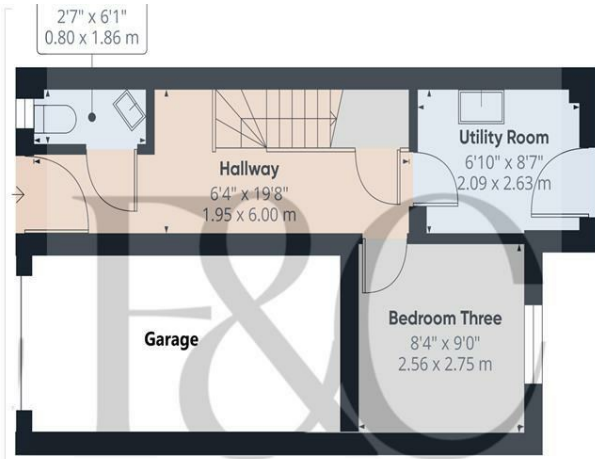 2'7" x 6'1"
0.80 x 1.86 m
Utility Room
6'10" x 8'7"
2.09 x 2.63 m
Hallway
6'4" x 19'8"
1.95 x 6.00 m
Garage
Bedroom Three
8'4" x 9'0"
2.56 x 2.75 m
F&C